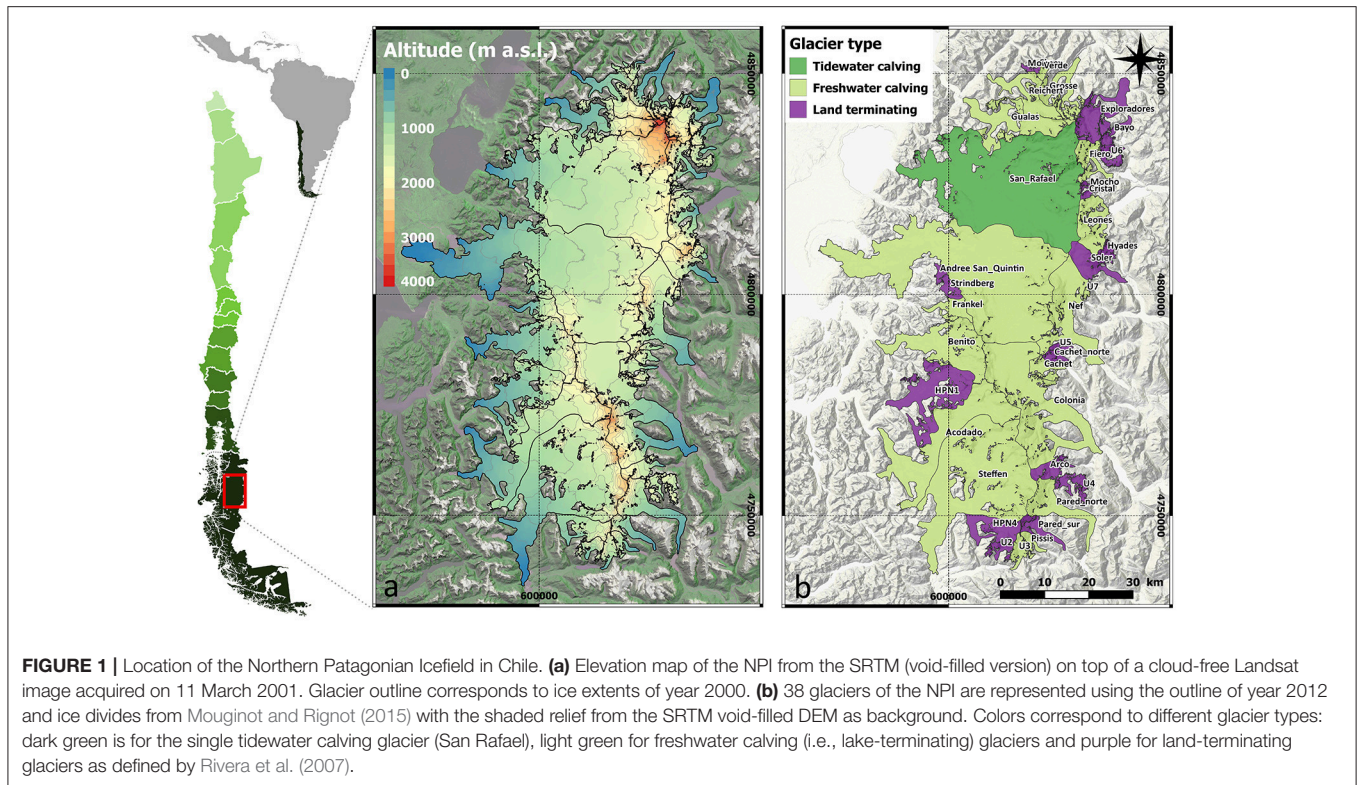 Altitude (m a.s.l.)
0
1000
2000
3000
4000
4850000
4800000
4750000
600000
a
Glacier type
Tidewater calving
Freshwater calving
Land terminating
4850000
Verde
Grosse
Reichert
Exploradores
Gualas
Bayo
U6
Fiero
San_Rafael
Mocho
Cristal
Leones
Hyades
Soler
Andree San_Quintin
U7
Strindberg
4800000
Frankel
Nef
Benito
U5
Cachet_norte
Cachet
HPN1
Colonia
Acodado
Arco
Steffen
U4
Pared_norte
4750000
HPN4
Pared_sur
U2
Pissis
U3
0 10 20 30 km
b
600000
FIGURE 1 | Location of the Northern Patagonian Icefield in Chile. (a) Elevation map of the NPI from the SRTM (void-filled version) on top of a cloud-free Landsat
image acquired on 11 March 2001. Glacier outline corresponds to ice extents of year 2000. (b) 38 glaciers of the NPI are represented using the outline of year 2012
and ice divides from Mouginot and Rignot (2015) with the shaded relief from the SRTM void-filled DEM as background. Colors correspond to different glacier types:
dark green is for the single tidewater calving glacier (San Rafael), light green for freshwater calving (i.e., lake-terminating) glaciers and purple for land-terminating
glaciers as defined by Rivera et al. (2007).